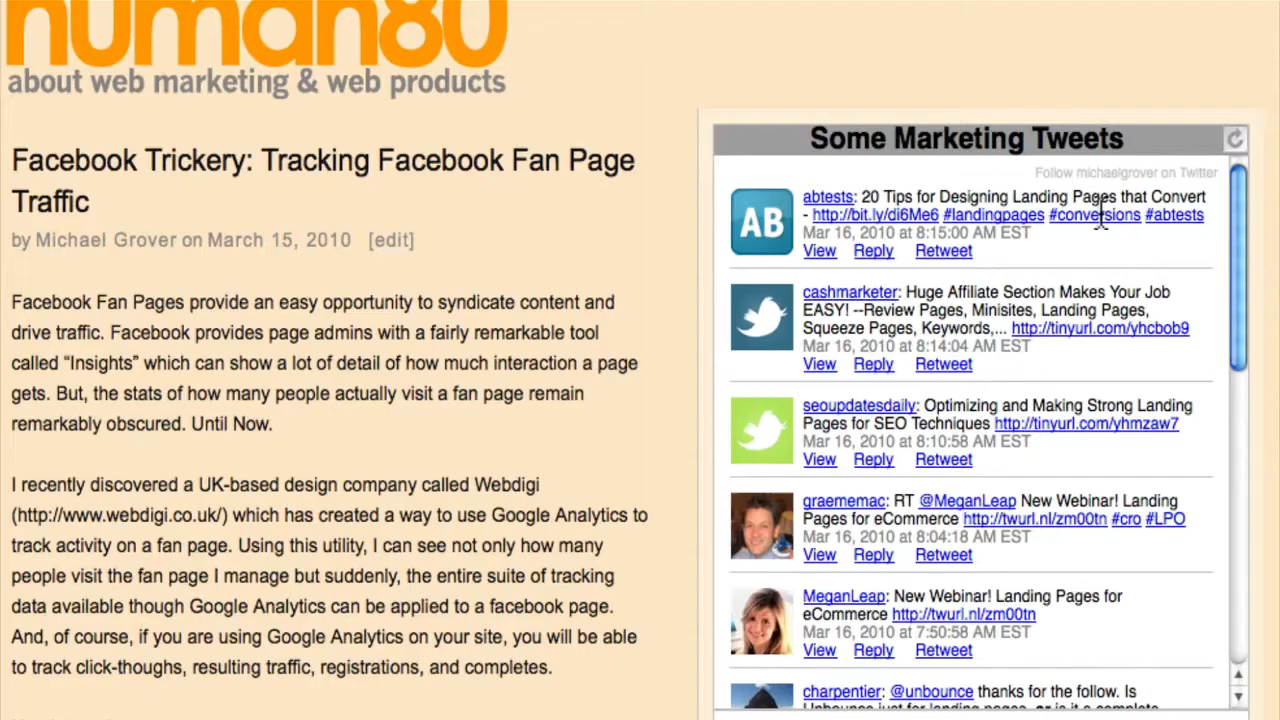 human80
about web marketing & web products
Facebook Trickery: Tracking Facebook Fan Page
Traffic
by Michael Grover on March 15, 2010 [edit]
Facebook Fan Pages provide an easy opportunity to syndicate content and
drive traffic. Facebook provides page admins with a fairly remarkable tool
called “Insights” which can show a lot of detail of how much interaction a page
gets. But, the stats of how many people actually visit a fan page remain
remarkably obscured. Until Now.
I recently discovered a UK-based design company called Webdigi
(http://www.webdigi.co.uk/) which has created a way to use Google Analytics to
track activity on a fan page. Using this utility, I can see not only how many
people visit the fan page I manage but suddenly, the entire suite of tracking
data available though Google Analytics can be applied to a facebook page.
And, of course, if you are using Google Analytics on your site, you will be able
to track click-thoughs, resulting traffic, registrations, and completes.
Some Marketing Tweets
Follow michaelgrover on Twitter
AB
abtests: 20 Tips for Designing Landing Pages that Convert
- http://bit.ly/di6Me6 #landingpages #conversions #abtests
Mar 16, 2010 at 8:15:00 AM EST
View Reply Retweet
cashmarketer: Huge Affiliate Section Makes Your Job
EASY! --Review Pages, Minisites, Landing Pages,
Squeeze Pages, Keywords,... http://tinyurl.com/yhcbob9
Mar 16, 2010 at 8:14:04 AM EST
View Reply Retweet
seoupdatesdaily: Optimizing and Making Strong Landing
Pages for SEO Techniques http://tinyurl.com/yhmzaw7
Mar 16, 2010 at 8:10:58 AM EST
View Reply Retweet
graememac: RT @MeganLeap New Webinar! Landing
Pages for eCommerce http://twurl.nl/zm00tn #cro #LPO
Mar 16, 2010 at 8:04:18 AM EST
View Reply Retweet
MeganLeap: New Webinar! Landing Pages for
eCommerce http://twurl.nl/zm00tn
Mar 16, 2010 at 7:50:58 AM EST
View Reply Retweet
charpentier: @unbounce thanks for the follow. Is
Unbounce just for landing pages, or is it a complete